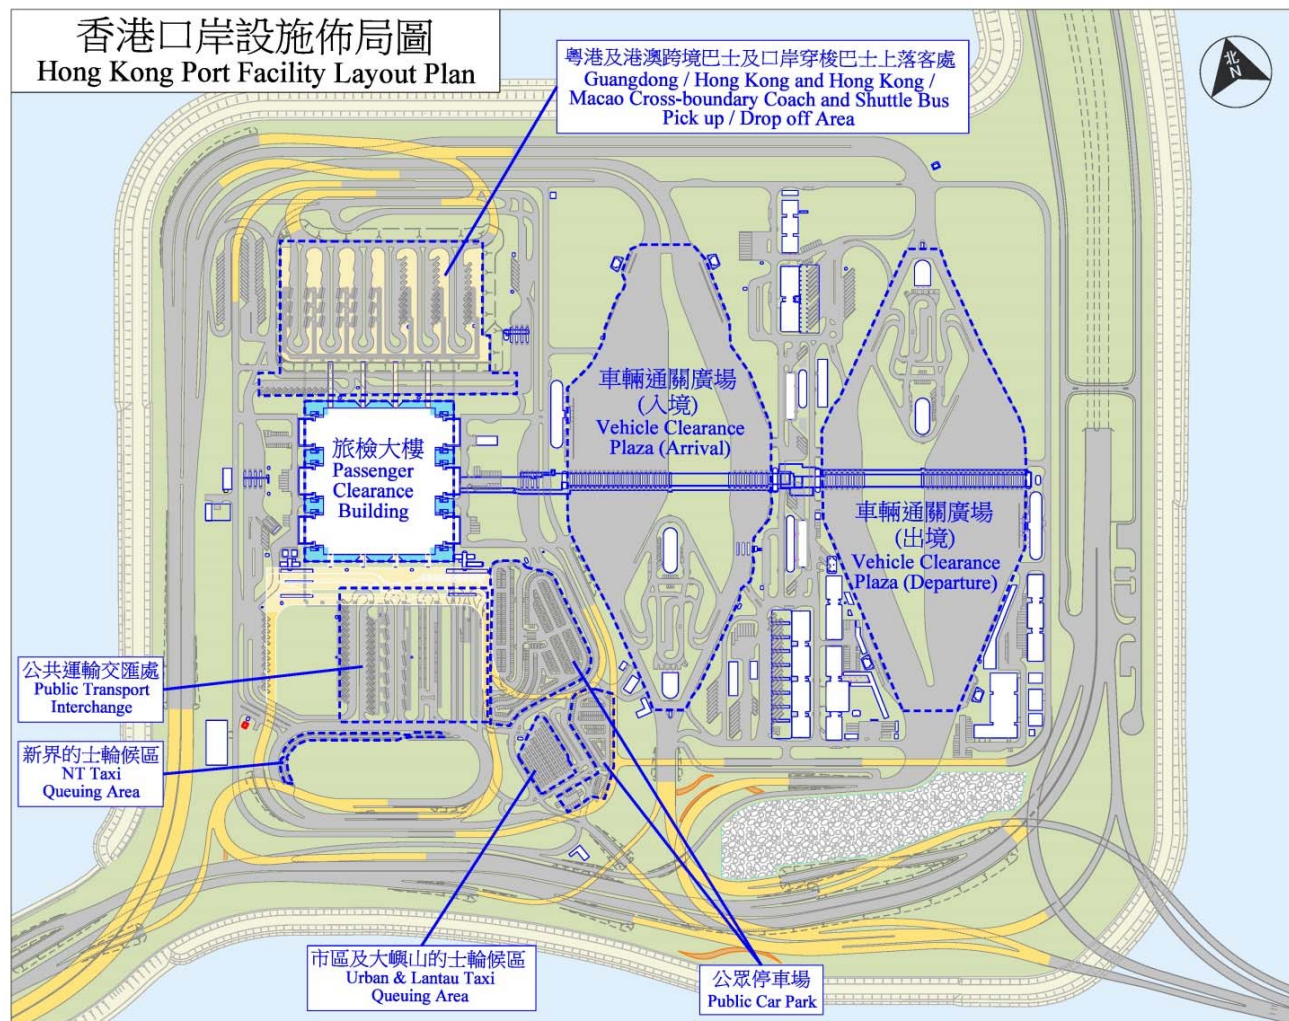 香港口岸設施佈局圖
Hong Kong Port Facility Layout Plan
粵港及港澳跨境巴士及口岸穿梭巴士上落客處
Guangdong / Hong Kong and Hong Kong /
Macao Cross-boundary Coach and Shuttle Bus
Pick up / Drop off Area
北
N
車輛通關廣場
(入境)
Vehicle Clearance
Plaza (Arrival)
旅檢大樓
Passenger
Clearance
Building
車輛通關廣場
(出境)
Vehicle Clearance
Plaza (Departure)
公共運輸交匯處
Public Transport
Interchange
新界的士輪候區
NT Taxi
Queuing Area
市區及大嶼山的士輪候區
Urban & Lantau Taxi
Queuing Area
公眾停車場
Public Car Park